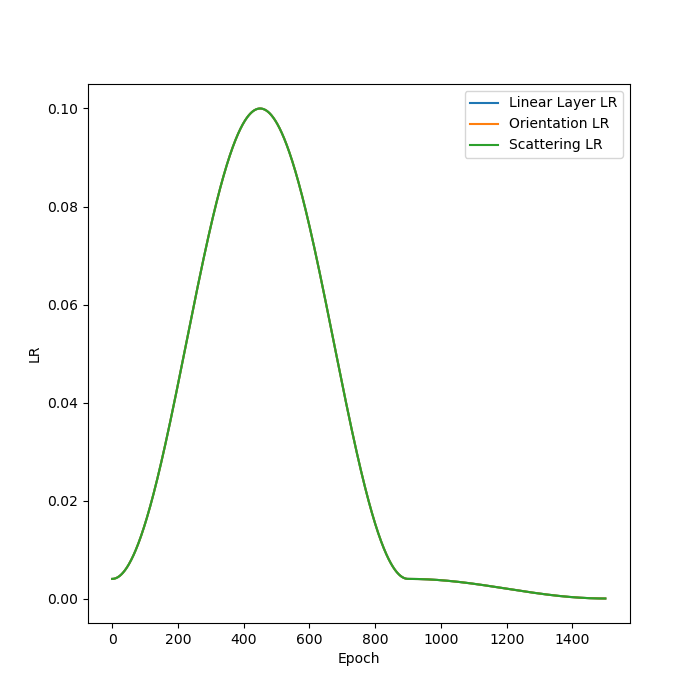 Linear Layer LR
Orientation LR
Scattering LR
0.10
0.08
0.06
0.04
0.02
0.00
LR
0 200 400 600 800 1000 1200 1400
Epoch